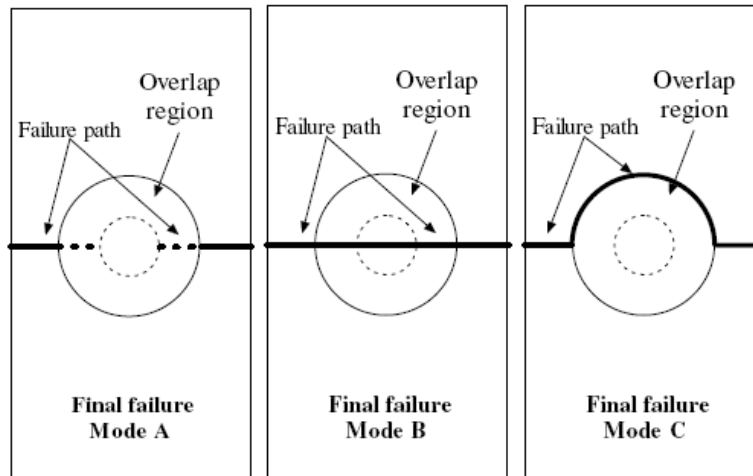 Overlap
region
Failure path
Final failure
Mode A
Overlap
region
Failure path
Final failure
Mode B
Overlap
region
Failure path
Final failure
Mode C